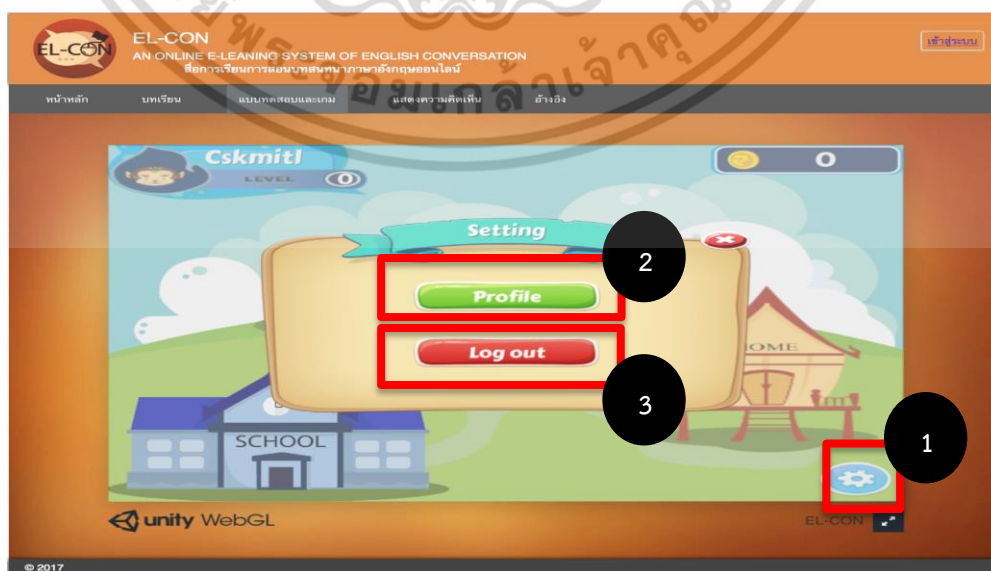 EL-CON
EL-CON
AN ONLINE E-LEANING SYSTEM OF ENGLISH CONVERSATION
สื่อการเรียนการสอนบทสนทนาภาษาอังกฤษออนไลน์
เข้าสู่ระบบ
หน้าหลัก บทเรียน แบบทดสอบและเกม แสดงความคิดเห็น อ้างอิง
Cskmitl
LEVEL 0
0
Setting
2
Profile
Log out
3
OME
SCHOOL
1
unity WebGL
EL-CON
© 2017